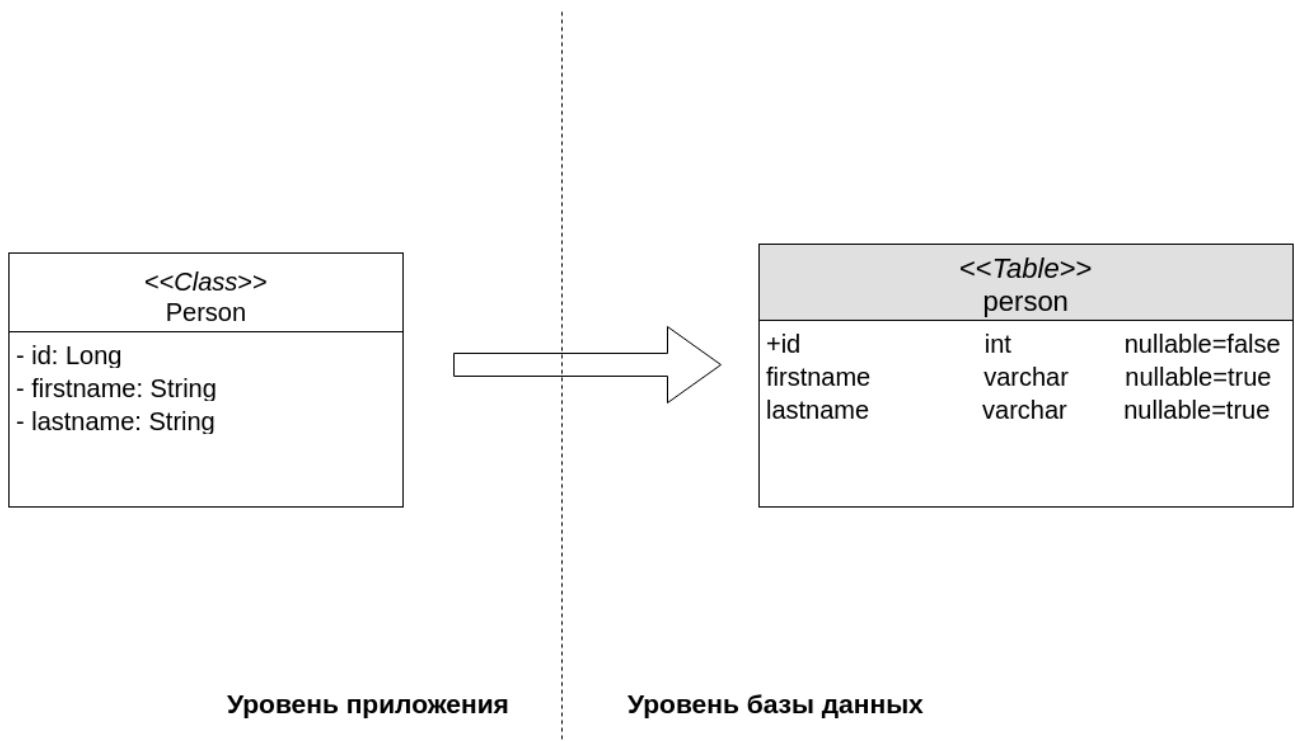 <<Class>>
Person
- id: Long
- firstname: String
- lastname: String
<<Table>>
person
+id int nullable=false
firstname varchar nullable=true
lastname varchar nullable=true
Уровень приложения
Уровень базы данных